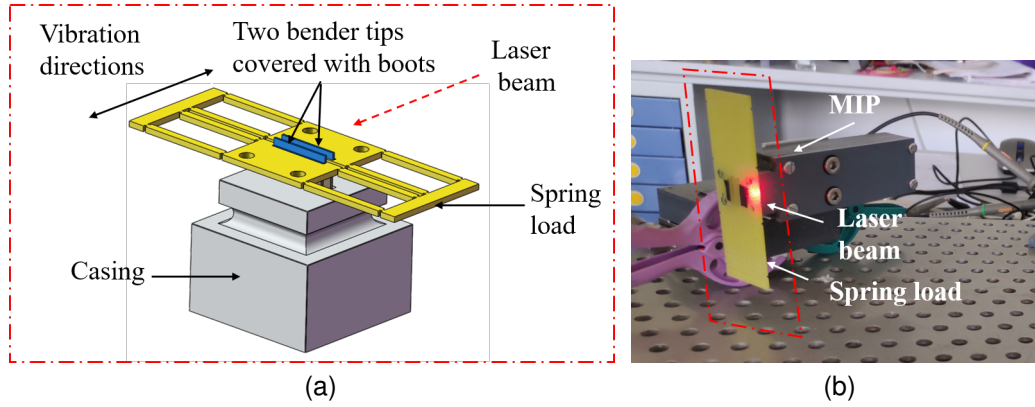 Vibration
directions
Two bender tips
covered with boots
Laser
beam
Spring
load
Casing
(a)
MIP
Laser
beam
Spring load
(b)